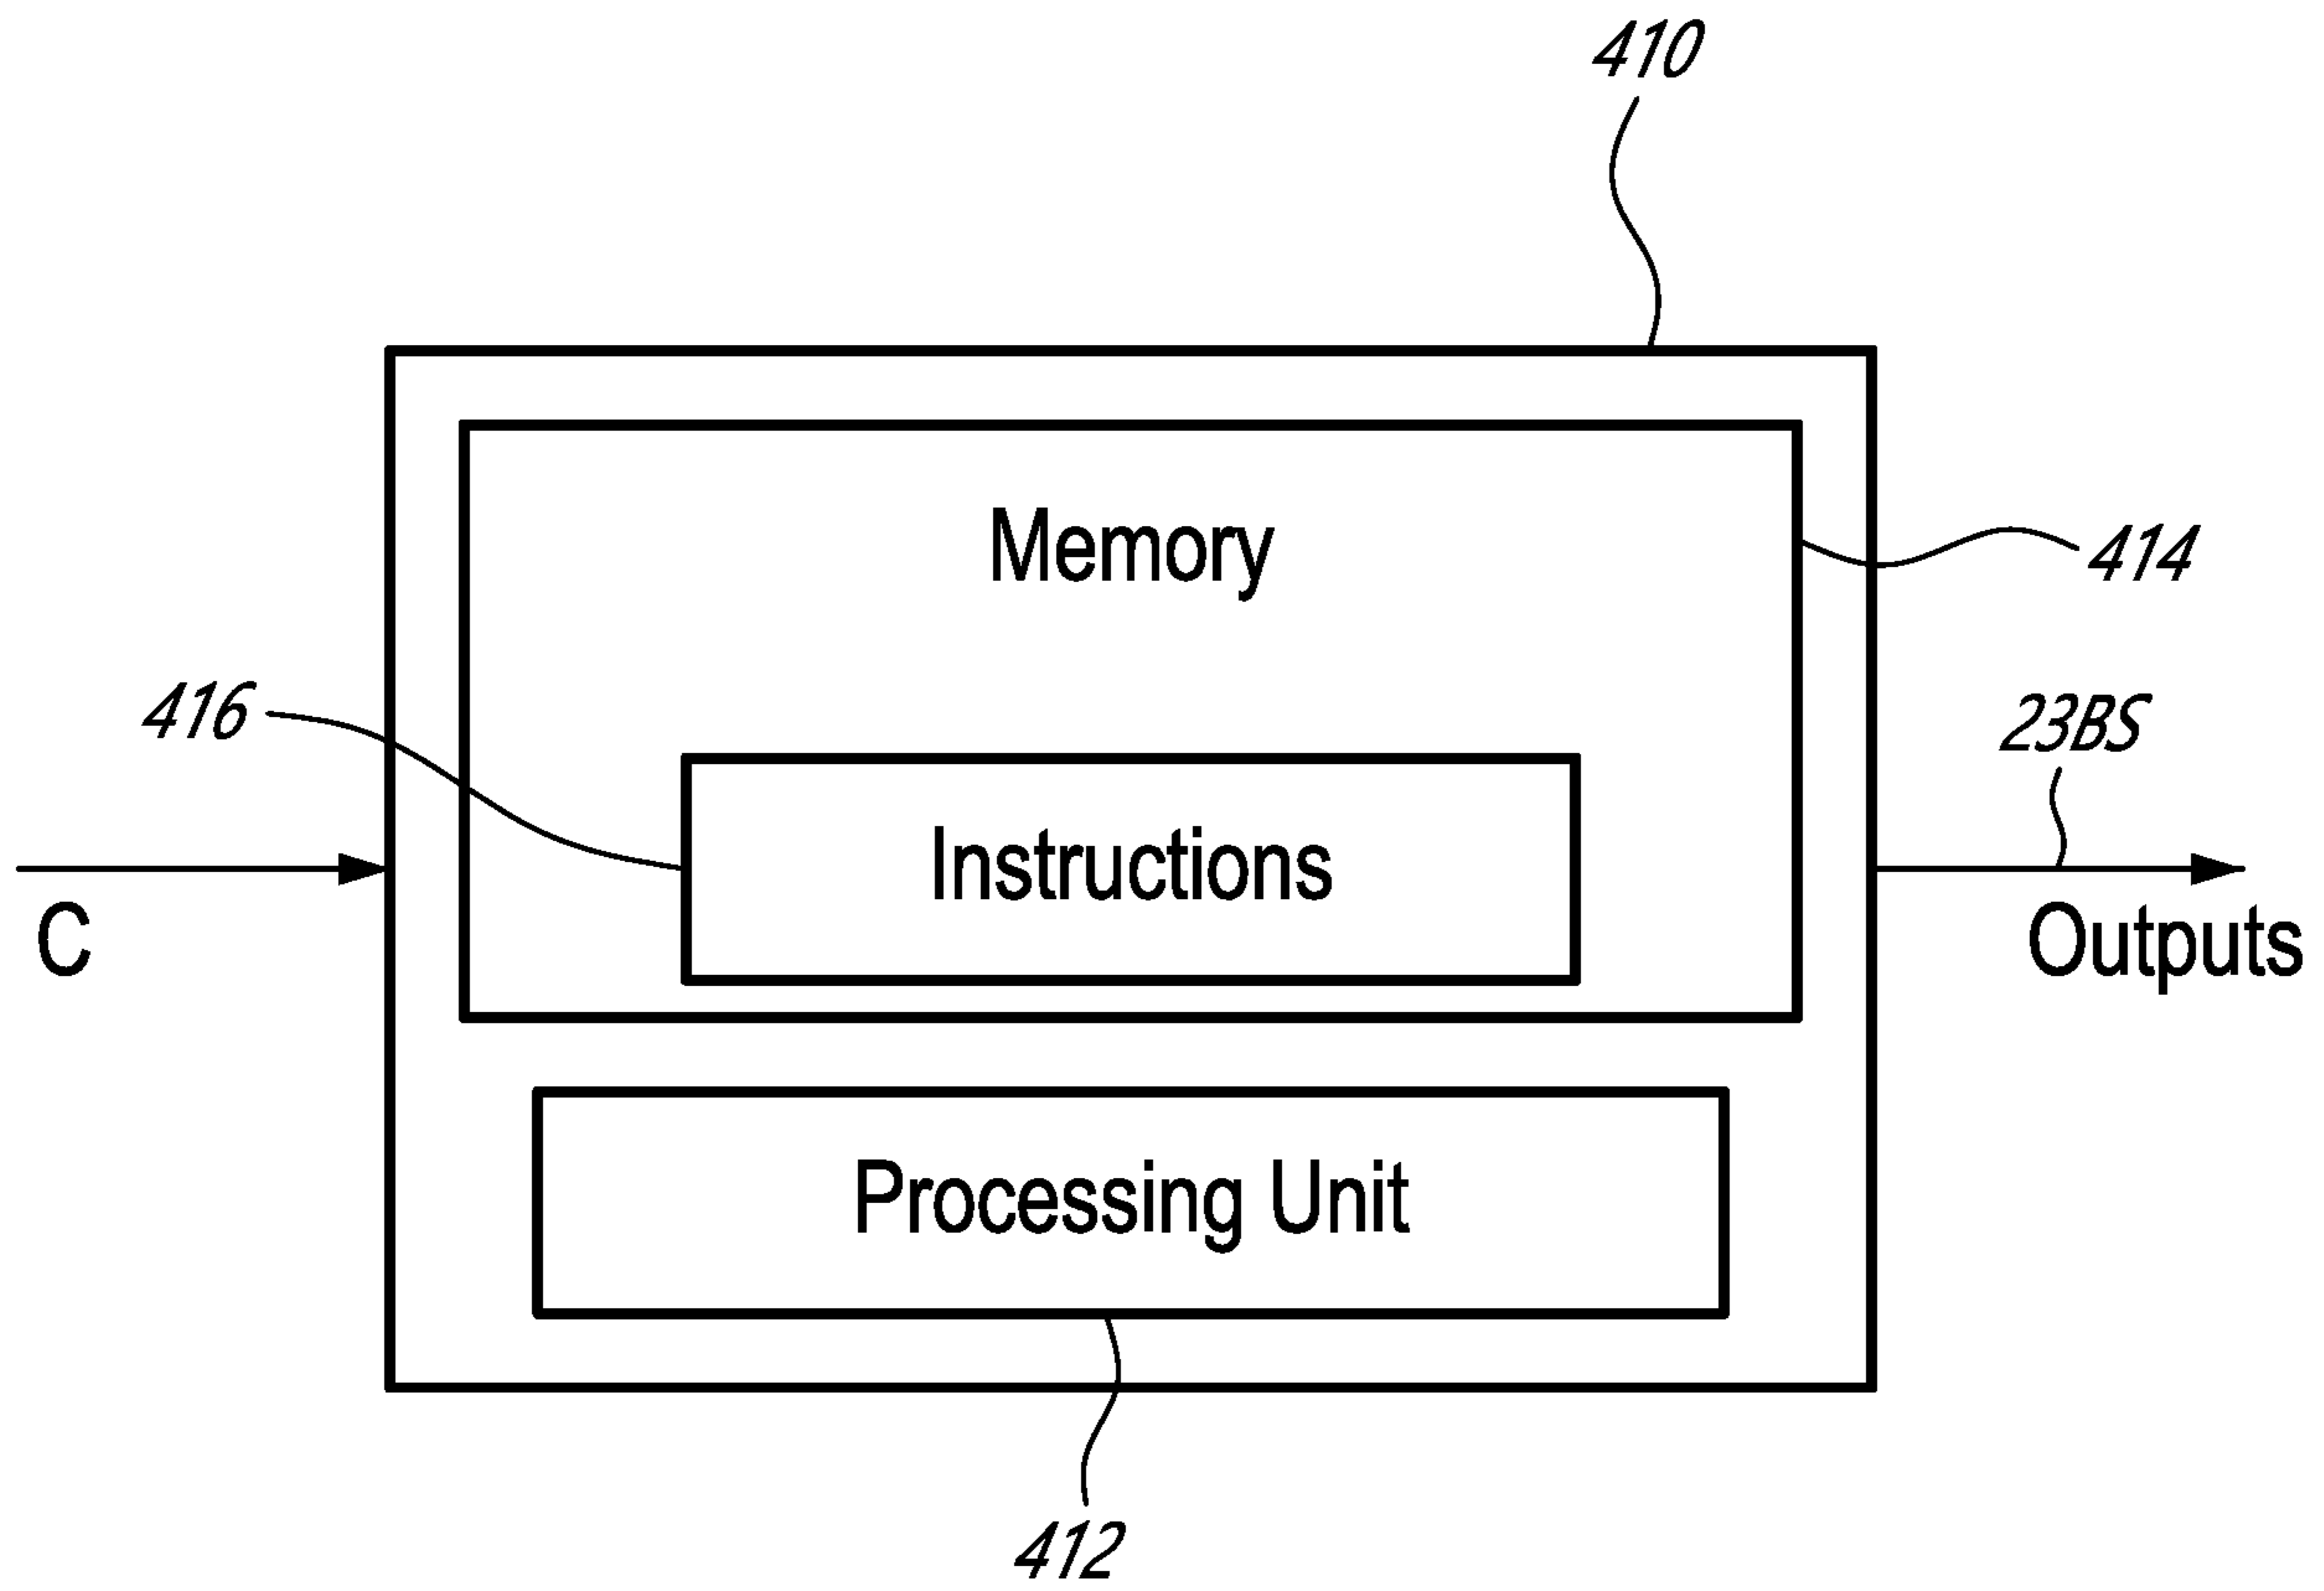 410
Memory
414
416
23BS
Instructions
C
Outputs
Processing Unit
412